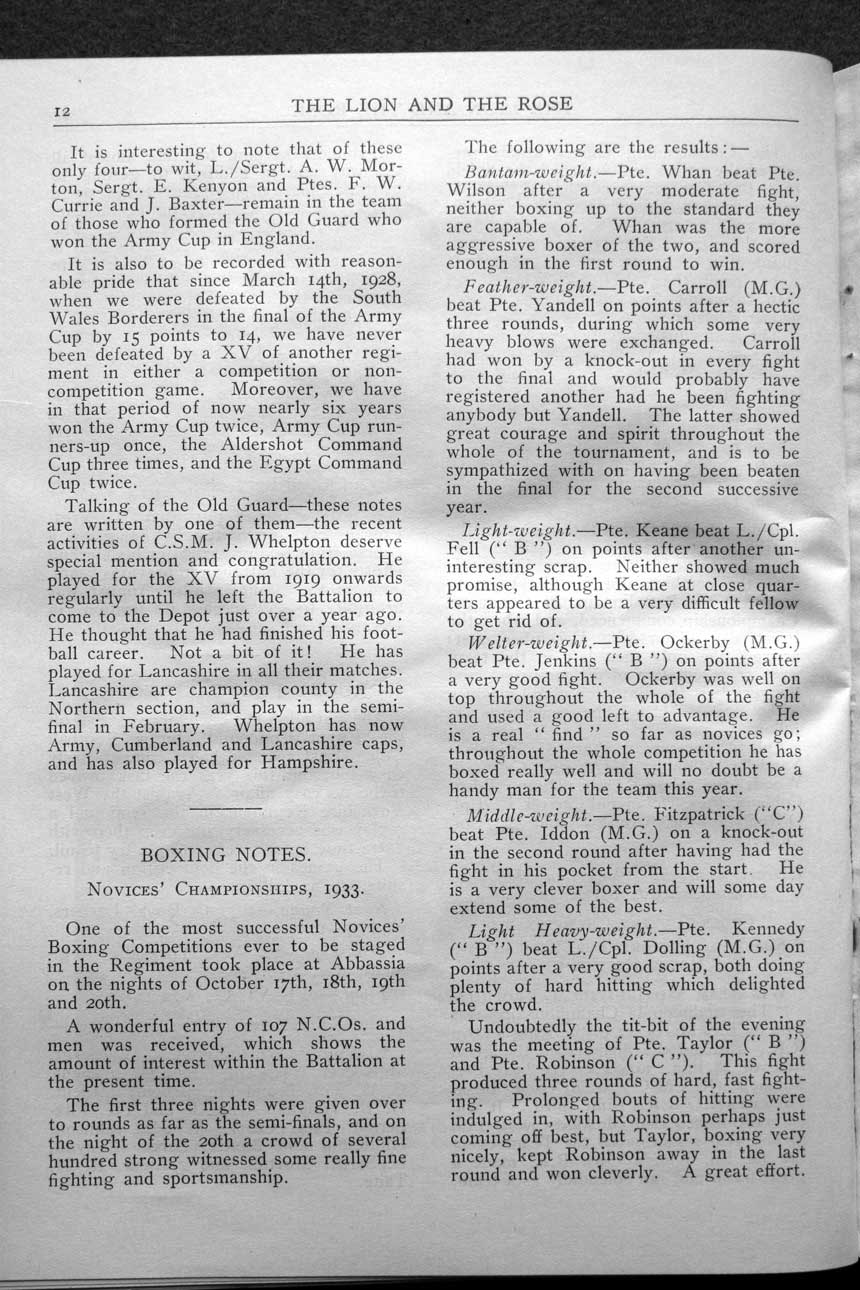 12
THE LION AND THE ROSE
It is interesting to note that of these
only four—to wit, L./Sergt. A. W. Mor-
ton, Sergt. E. Kenyon and Ptes. F. W.
Currie and J. Baxter—remain in the team
of those who formed the Old Guard who
won the Army Cup in England.
It is also to be recorded with reason-
able pride that since March 14th, 1928,
when we were defeated by the South
Wales Borderers in the final of the Army
Cup by 15 points to 14, we have never
been defeated by a XV of another regi-
ment in either a competition or non-
competition game. Moreover, we have
in that period of now nearly six years
won the Army Cup twice, Army Cup run-
ners-up once, the Aldershot Command
Cup three times, and the Egypt Command
Cup twice.
Talking of the Old Guard—these notes
are written by one of them—the recent
activities of C.S.M. J. Whelpton deserve
special mention and congratulation. He
played for the XV from 1919 onwards
regularly until he left the Battalion to
come to the Depot just over a year ago.
He thought that he had finished his foot-
ball career. Not a bit of it! He has
played for Lancashire in all their matches.
Lancashire are champion county in the
Northern section, and play in the semi-
final in February. Whelpton has now
Army, Cumberland and Lancashire caps,
and has also played for Hampshire.
BOXING NOTES.
NOVICES' CHAMPIONSHIPS, 1933.
One of the most successful Novices'
Boxing Competitions ever to be staged
in the Regiment took place at Abbassia
on the nights of October 17th, 18th, 19th
and 20th.
A wonderful entry of 107 N.C.Os. and
men was received, which shows the
amount of interest within the Battalion at
the present time.
The first three nights were given over
to rounds as far as the semi-finals, and on
the night of the 20th a crowd of several
hundred strong witnessed some really fine
fighting and sportsmanship.
The following are the results:—
Bantam-weight.—Pte. Whan beat Pte.
Wilson after a very moderate fight,
neither boxing up to the standard they
are capable of. Whan was the more
aggressive boxer of the two, and scored
enough in the first round to win.
Feather-weight.—Pte. Carroll (M.G.)
beat Pte. Yandell on points after a hectic
three rounds, during which some very
heavy blows were exchanged. Carroll
had won by a knock-out in every fight
to the final and would probably have
registered another had he been fighting
anybody but Yandell. The latter showed
great courage and spirit throughout the
whole of the tournament, and is to be
sympathized with on having been beaten
in the final for the second successive
year.
Light-weight.—Pte. Keane beat L./Cpl.
Fell (“ B ”) on points after another un-
interesting scrap. Neither showed much
promise, although Keane at close quar-
ters appeared to be a very difficult fellow
to get rid of.
Welter-weight.—Pte. Ockerby (M.G.)
beat Pte. Jenkins (“ B ”) on points after
a very good fight. Ockerby was well on
top throughout the whole of the fight
and used a good left to advantage. He
is a real “ find ” so far as novices go;
throughout the whole competition he has
boxed really well and will no doubt be a
handy man for the team this year.
Middle-weight.—Pte. Fitzpatrick (“C”)
beat Pte. Iddon (M.G.) on a knock-out
in the second round after having had the
fight in his pocket from the start. He
is a very clever boxer and will some day
extend some of the best.
Light Heavy-weight.—Pte. Kennedy
(“ B ”) beat L./Cpl. Dolling (M.G.) on
points after a very good scrap, both doing
plenty of hard hitting which delighted
the crowd.
Undoubtedly the tit-bit of the evening
was the meeting of Pte. Taylor (“ B ”)
and Pte. Robinson (“ C ”). This fight
produced three rounds of hard, fast fight-
ing. Prolonged bouts of hitting were
indulged in, with Robinson perhaps just
coming off best, but Taylor, boxing very
nicely, kept Robinson away in the last
round and won cleverly. A great effort.